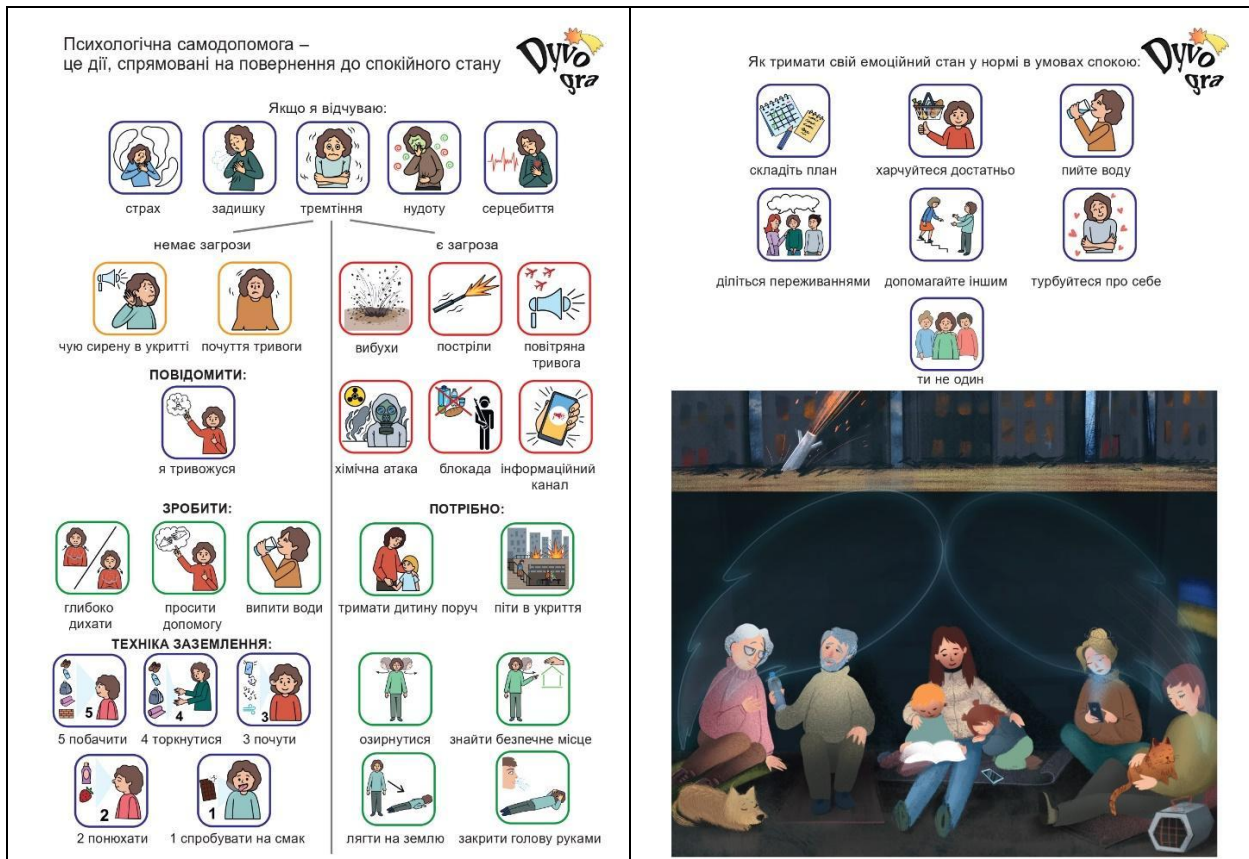 Психологічна самодопомога –
це дії, спрямовані на повернення до спокійного стану
Dyvo
gra
Якщо я відчуваю:
страх задишку тремтіння нудоту серцебиття
немає загрози є загроза
чую сирену в укритті почуття тривоги
вибухи постріли повітряна
тривога
ПОВІДОМИТИ:
я тривожуся
хімічна атака блокада інформаційний
канал
ЗРОБИТИ:
глибоко
дихати
просити
допомогу
випити води
ПОТРІБНО:
тримати дитину поруч піти в укриття
ТЕХНІКА ЗАЗЕМЛЕННЯ:
5 4 3
5 побачити 4 торкнутися 3 почути
2 1
2 понюхати 1 спробувати на смак
озирнутися знайти безпечне місце
лягти на землю закрити голову руками
Як тримати свій емоційний стан у нормі в умовах спокою:
Dyvo
gra
складіть план харчуйтеся достатньо пийте воду
діліться переживаннями допомагайте іншим турбуйтеся про себе
ти не один